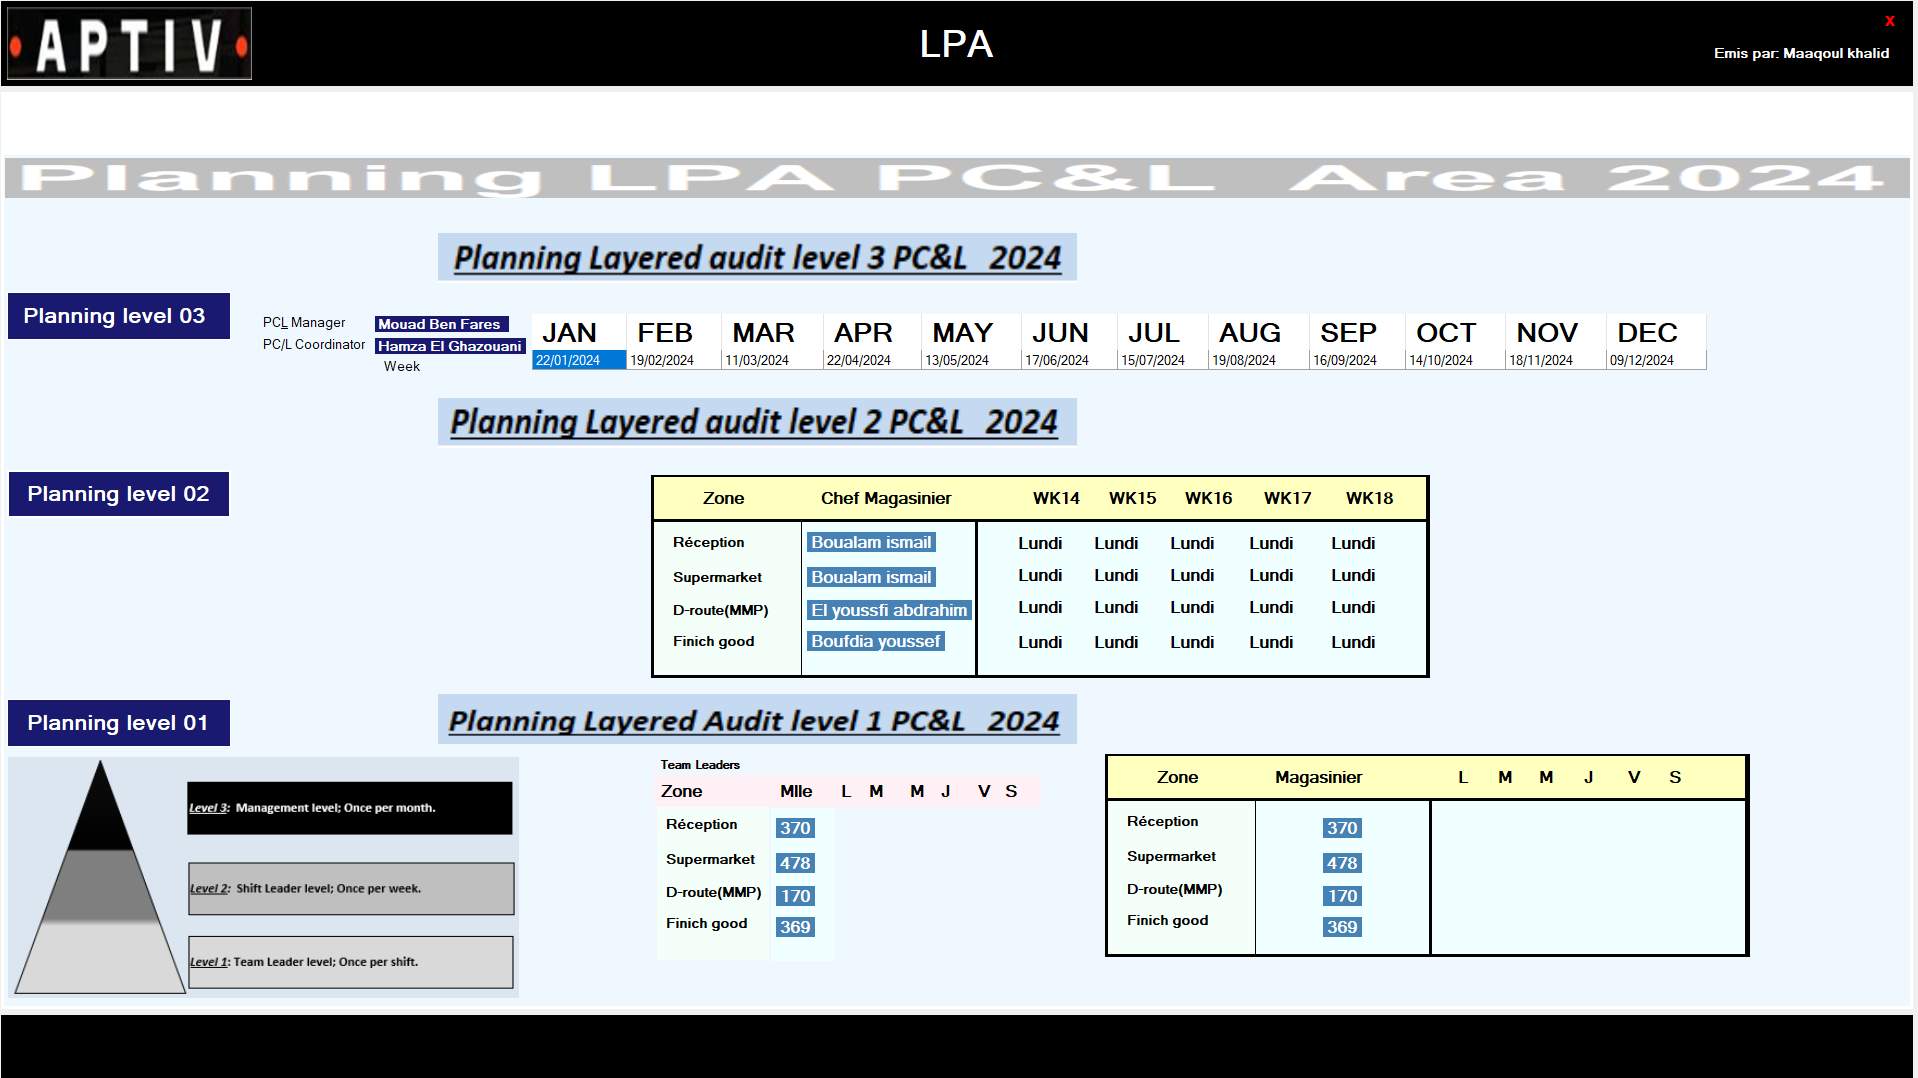 APTIV
LPA
x
Emis par: Maaqoul khalid
Planning LPA PC&L Area 2024
Planning Layered audit level 3 PC&L 2024
Planning level 03
PCL Manager Mouad Ben Fares
PC/L Coordinator Hamza El Ghazouani
Week
JAN FEB MAR APR MAY JUN JUL AUG SEP OCT NOV DEC
22/01/2024 19/02/2024 11/03/2024 22/04/2024 13/05/2024 17/06/2024 15/07/2024 19/08/2024 16/09/2024 14/10/2024 18/11/2024 09/12/2024
Planning Layered audit level 2 PC&L 2024
Planning level 02
Zone Chef Magasinier WK14 WK15 WK16 WK17 WK18
Réception Boualam ismail Lundi Lundi Lundi Lundi Lundi
Supermarket Boualam ismail Lundi Lundi Lundi Lundi Lundi
D-route(MMP) El youssfi abdrahim Lundi Lundi Lundi Lundi Lundi
Finich good Boufdia youssef Lundi Lundi Lundi Lundi Lundi
Planning level 01
Planning Layered Audit level 1 PC&L 2024
Level 3: Management level; Once per month.
Level 2: Shift Leader level; Once per week.
Level 1: Team Leader level; Once per shift.
Team Leaders
Zone Mlle L M M J V S
Réception 370
Supermarket 478
D-route(MMP) 170
Finich good 369
Zone Magasinier L M M J V S
Réception 370
Supermarket 478
D-route(MMP) 170
Finich good 369